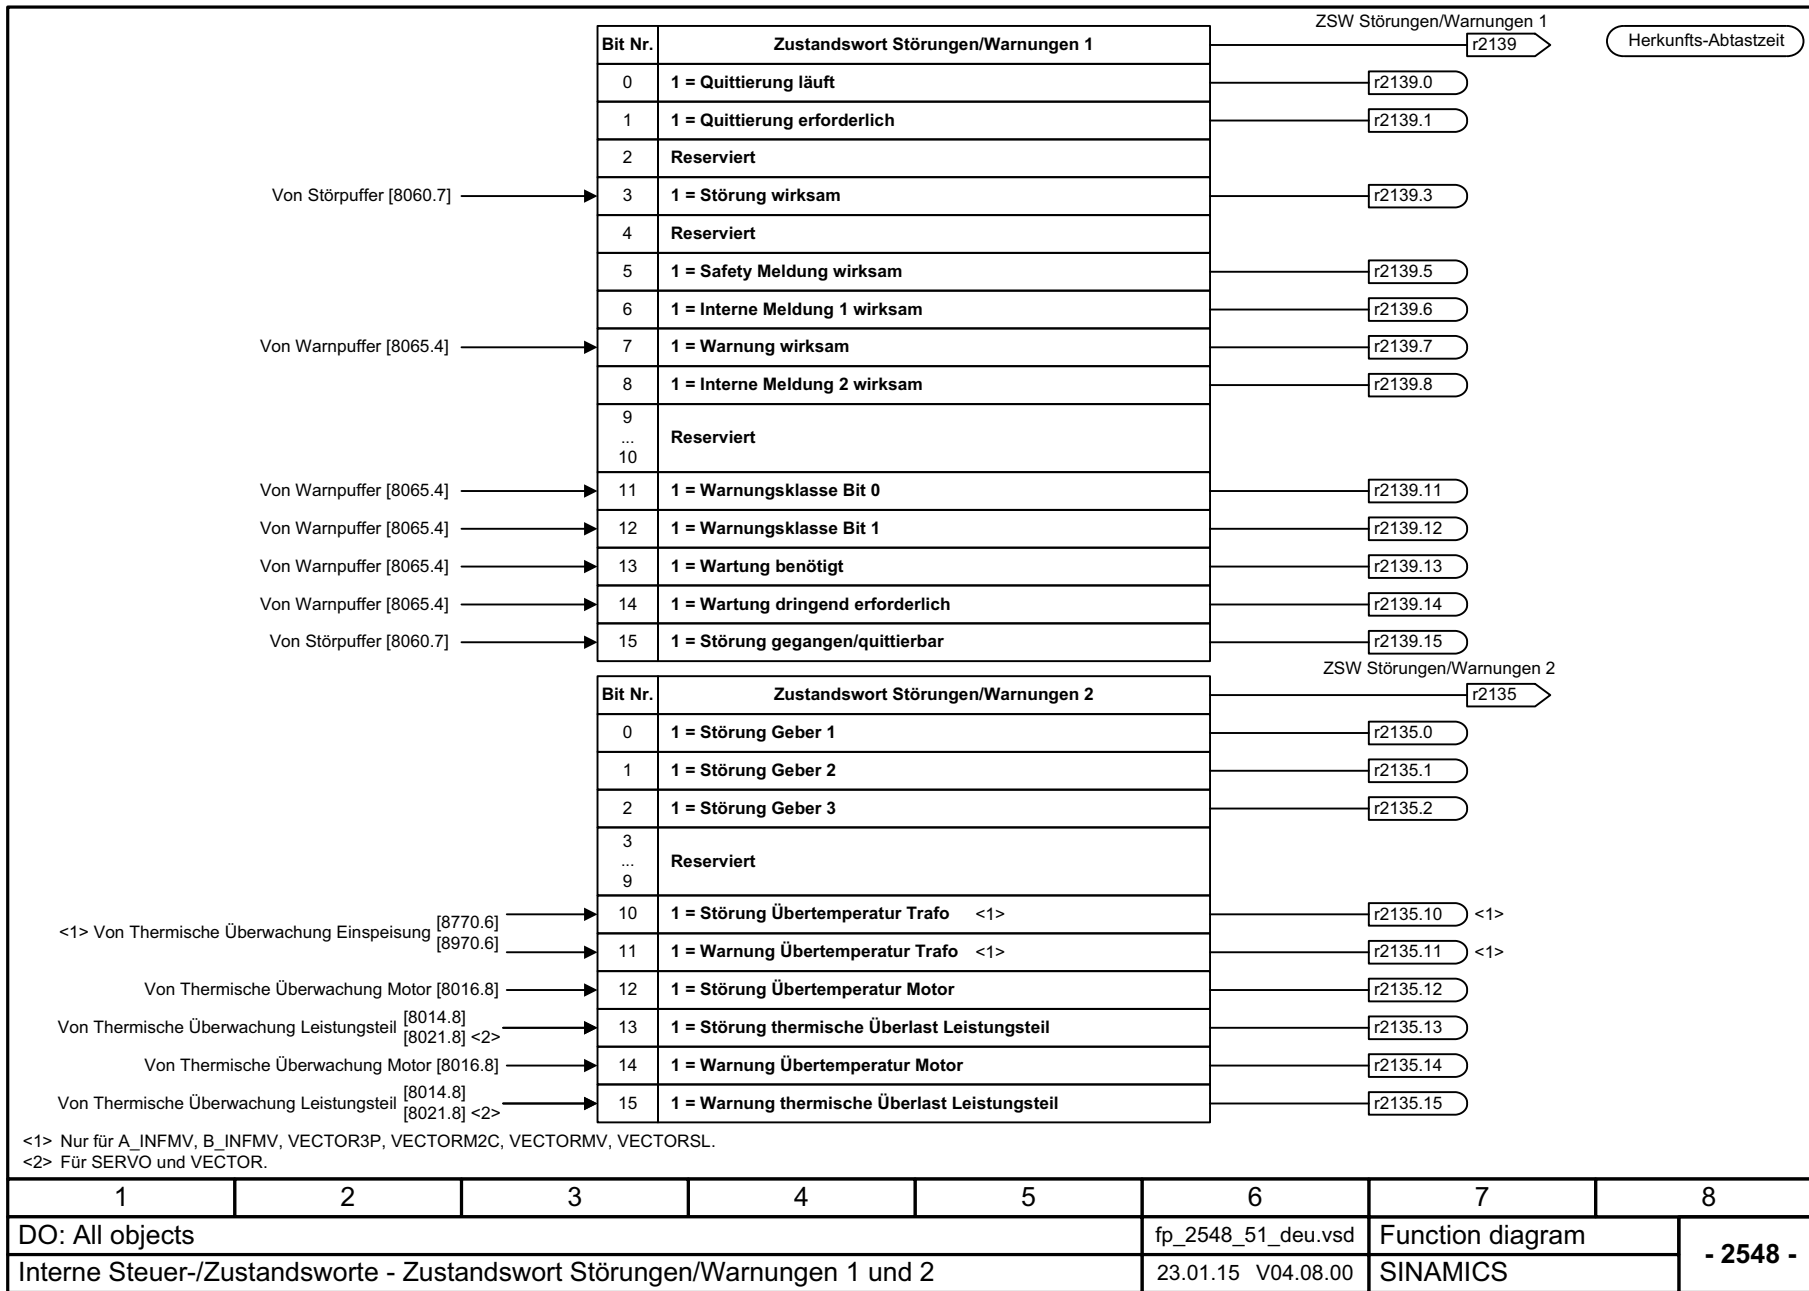 ZSW Störungen/Warnungen 1
Bit Nr. Zustandswort Störungen/Warnungen 1 r2139 Herkunfts-Abtastzeit
0 1 = Quittierung läuft r2139.0
1 1 = Quittierung erforderlich r2139.1
2 Reserviert
Von Störpuffer [8060.7] 3 1 = Störung wirksam r2139.3
4 Reserviert
5 1 = Safety Meldung wirksam r2139.5
6 1 = Interne Meldung 1 wirksam r2139.6
Von Warnpuffer [8065.4] 7 1 = Warnung wirksam r2139.7
8 1 = Interne Meldung 2 wirksam r2139.8
9
... Reserviert
10
Von Warnpuffer [8065.4] 11 1 = Warnungsklasse Bit 0 r2139.11
Von Warnpuffer [8065.4] 12 1 = Warnungsklasse Bit 1 r2139.12
Von Warnpuffer [8065.4] 13 1 = Wartung benötigt r2139.13
Von Warnpuffer [8065.4] 14 1 = Wartung dringend erforderlich r2139.14
Von Störpuffer [8060.7] 15 1 = Störung gegangen/quittierbar r2139.15
ZSW Störungen/Warnungen 2
Bit Nr. Zustandswort Störungen/Warnungen 2 r2135
0 1 = Störung Geber 1 r2135.0
1 1 = Störung Geber 2 r2135.1
2 1 = Störung Geber 3 r2135.2
3
... Reserviert
9
10 1 = Störung Übertemperatur Trafo <1> r2135.10 <1>
<1> Von Thermische Überwachung Einspeisung [8770.6]
[8970.6]
11 1 = Warnung Übertemperatur Trafo <1> r2135.11 <1>
Von Thermische Überwachung Motor [8016.8] 12 1 = Störung Übertemperatur Motor r2135.12
Von Thermische Überwachung Leistungsteil [8014.8]
[8021.8] <2>
13 1 = Störung thermische Überlast Leistungsteil r2135.13
Von Thermische Überwachung Motor [8016.8] 14 1 = Warnung Übertemperatur Motor r2135.14
Von Thermische Überwachung Leistungsteil [8014.8]
[8021.8] <2>
15 1 = Warnung thermische Überlast Leistungsteil r2135.15
<1> Nur für A_INFMV, B_INFMV, VECTOR3P, VECTORM2C, VECTORMV, VECTORSL.
<2> Für SERVO und VECTOR.
1 2 3 4 5 6 7 8
DO: All objects fp_2548_51_deu.vsd Function diagram
- 2548 -
Interne Steuer-/Zustandsworte - Zustandswort Störungen/Warnungen 1 und 2 23.01.15 V04.08.00 SINAMICS